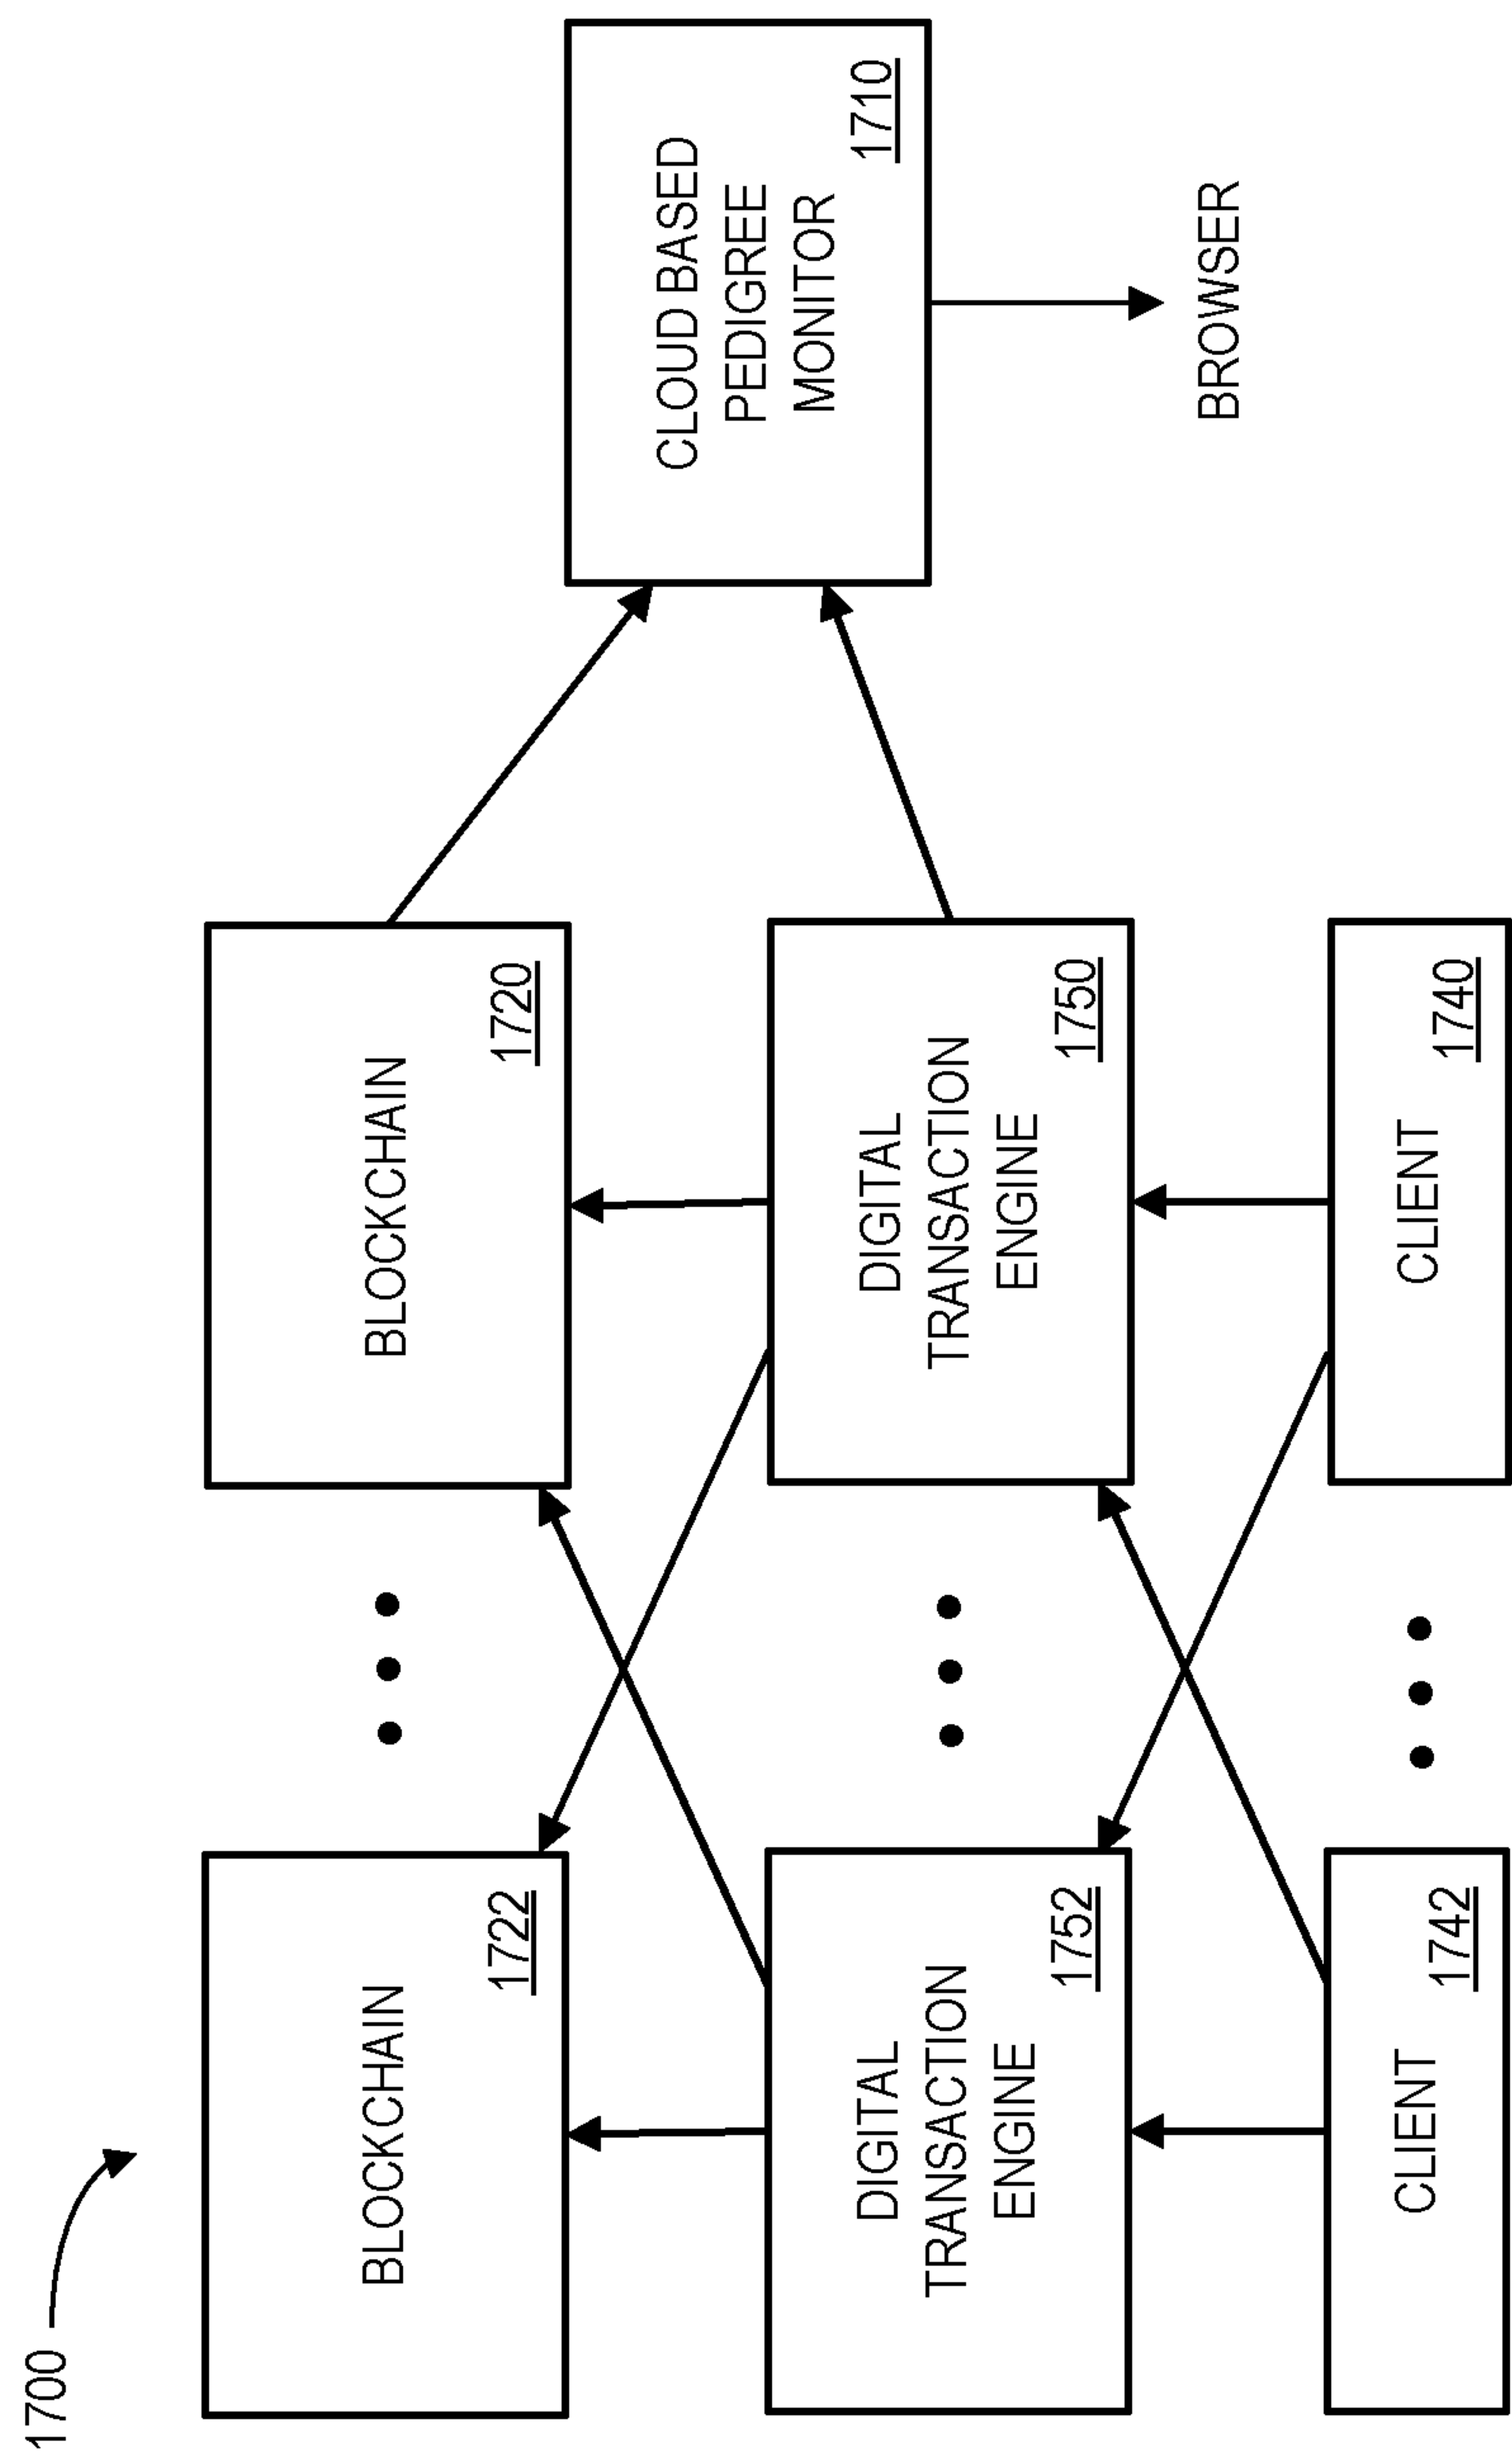 1700
BLOCKCHAIN
1722
BLOCKCHAIN
1720
CLOUD BASED
PEDIGREE
MONITOR
1710
DIGITAL
TRANSACTION
ENGINE
1752
DIGITAL
TRANSACTION
ENGINE
1750
BROWSER
CLIENT
1742
CLIENT
1740